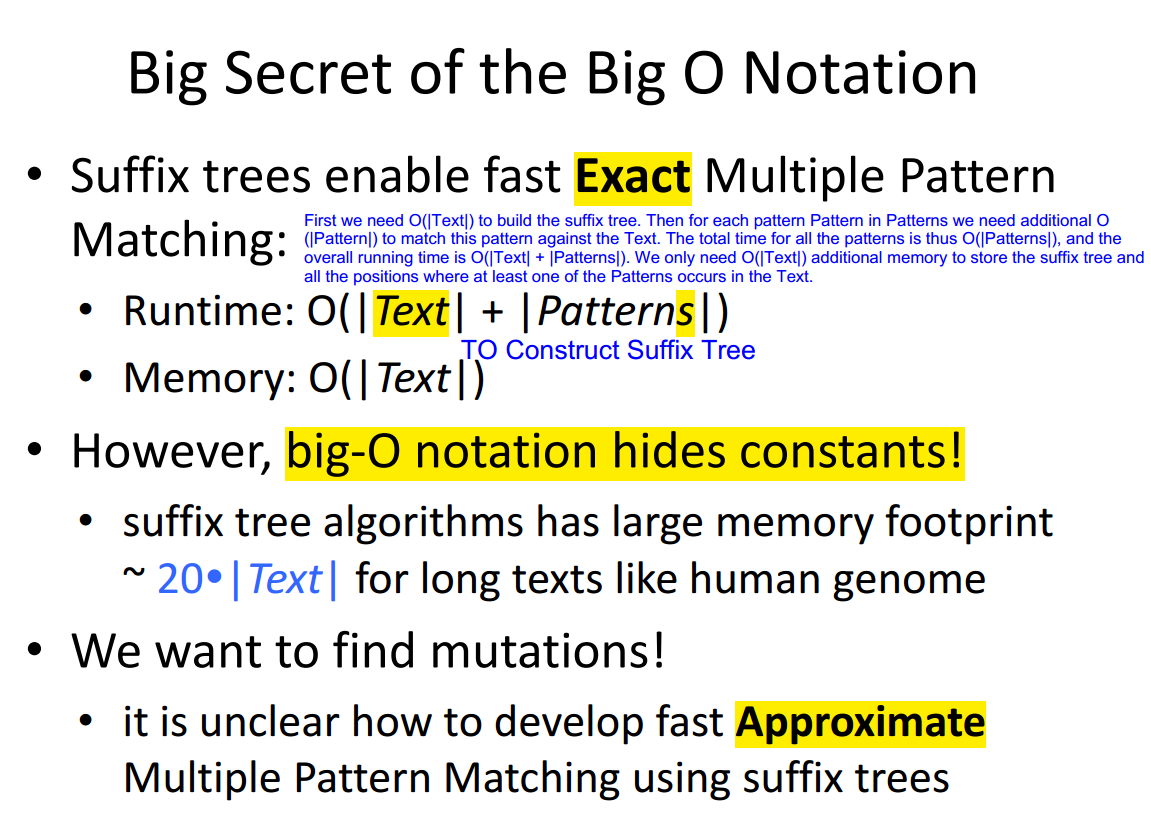 Big Secret of the Big O Notation
• Suffix trees enable fast Exact Multiple Pattern
Matching:
First we need O(|Text|) to build the suffix tree. Then for each pattern Pattern in Patterns we need additional O
(|Pattern|) to match this pattern against the Text. The total time for all the patterns is thus O(|Patterns|), and the
overall running time is O(|Text| + |Patterns|). We only need O(|Text|) additional memory to store the suffix tree and
all the positions where at least one of the Patterns occurs in the Text.
• Runtime: O(|Text| + |Patterns|)
TO Construct Suffix Tree
• Memory: O(|Text|)
• However, big-O notation hides constants!
• suffix tree algorithms has large memory footprint
~ 20•|Text| for long texts like human genome
• We want to find mutations!
• it is unclear how to develop fast Approximate
Multiple Pattern Matching using suffix trees